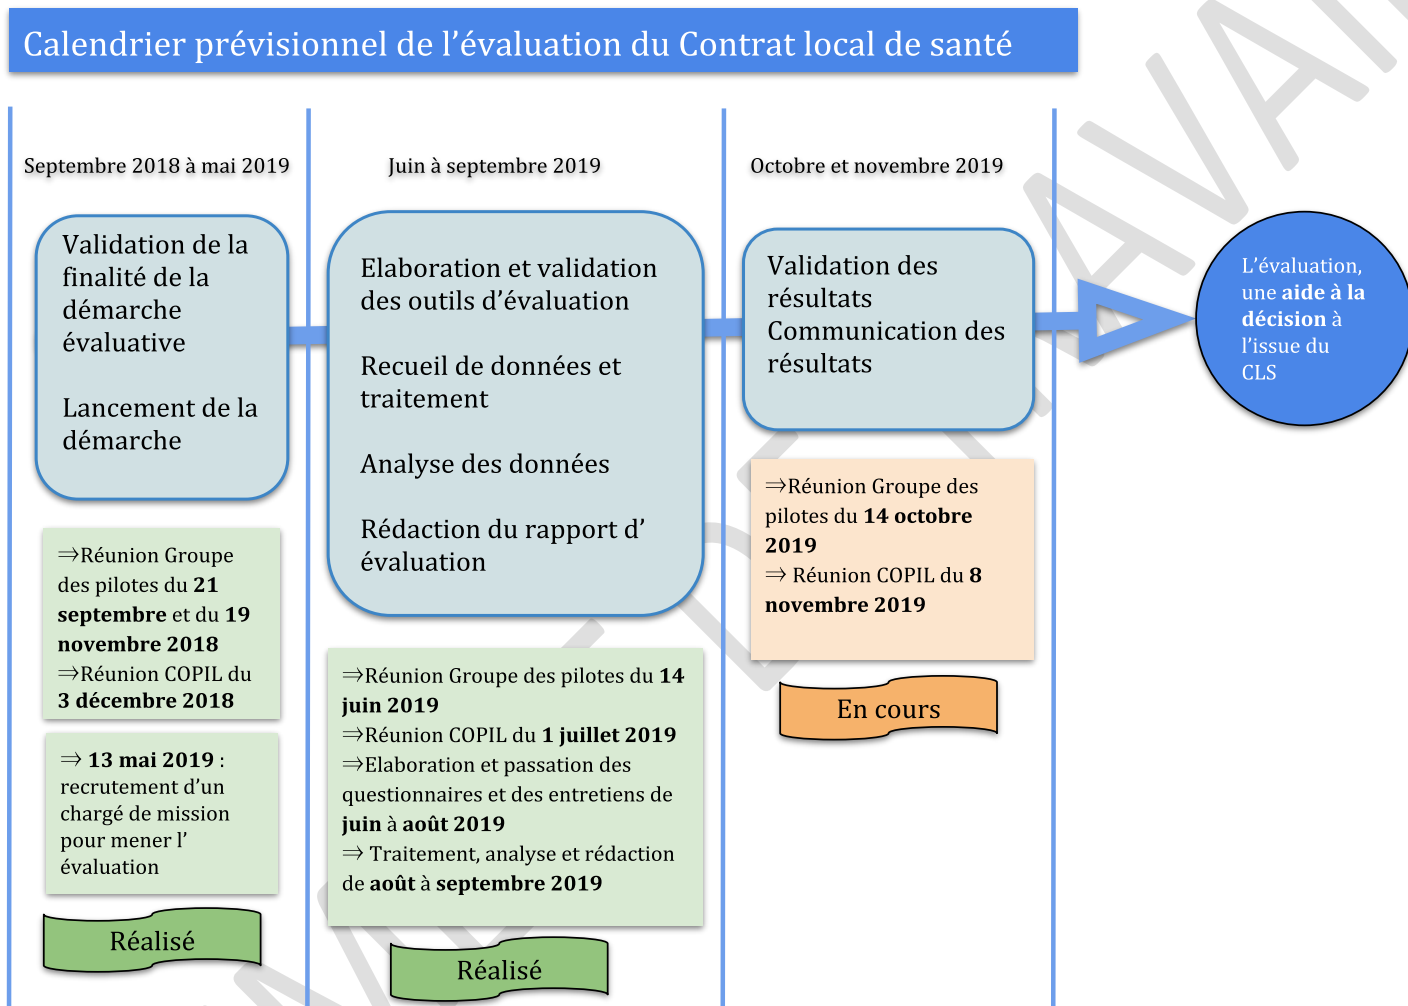 Calendrier prévisionnel de l’évaluation du Contrat local de santé
Septembre 2018 à mai 2019
Validation de la
finalité de la
démarche
évaluative
Lancement de la
démarche
⇒Réunion Groupe
des pilotes du 21
septembre et du 19
novembre 2018
⇒Réunion COPIL du
3 décembre 2018
⇒ 13 mai 2019 :
recrutement d’un
chargé de mission
pour mener l’
évaluation
Réalisé
Juin à septembre 2019
Elaboration et validation
des outils d’évaluation
Recueil de données et
traitement
Analyse des données
Rédaction du rapport d’
évaluation
⇒Réunion Groupe des pilotes du 14
juin 2019
⇒Réunion COPIL du 1 juillet 2019
⇒Elaboration et passation des
questionnaires et des entretiens de
juin à août 2019
⇒ Traitement, analyse et rédaction
de août à septembre 2019
Réalisé
Octobre et novembre 2019
Validation des
résultats
Communication des
résultats
⇒Réunion Groupe des
pilotes du 14 octobre
2019
⇒ Réunion COPIL du 8
novembre 2019
En cours
L’évaluation,
une aide à la
décision à
l’issue du
CLS